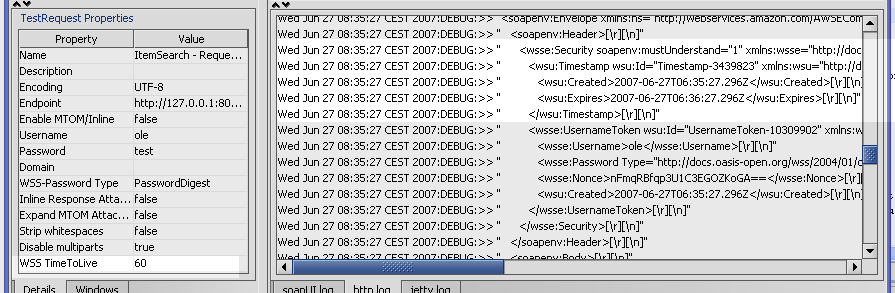 TestRequest Properties
Property Value
Name ItemSearch - Reque...
Description
Encoding UTF-8
Endpoint http://127.0.0.1:80...
Enable MTOM/Inline false
Username ole
Password test
Domain
WSS-Password Type PasswordDigest
Inline Response Atta... false
Expand MTOM Attac... false
Strip whitespaces false
Disable multiparts true
WSS TimeToLive 60
Details Windows
Wed Jun 27 08:35:27 CEST 2007:DEBUG:>> "<soapenv:Envelope xmlns:ns="http://webservices.amazon.com/AWSECom
Wed Jun 27 08:35:27 CEST 2007:DEBUG:>> " <soapenv:Header>[\r][\n]"
Wed Jun 27 08:35:27 CEST 2007:DEBUG:>> " <wsse:Security soapenv:mustUnderstand="1" xmlns:wsse="http://doc
Wed Jun 27 08:35:27 CEST 2007:DEBUG:>> " <wsu:Timestamp wsu:Id="Timestamp-3439823" xmlns:wsu="http://d
Wed Jun 27 08:35:27 CEST 2007:DEBUG:>> " <wsu:Created>2007-06-27T06:35:27.296Z</wsu:Created>[\r][\n]
Wed Jun 27 08:35:27 CEST 2007:DEBUG:>> " <wsu:Expires>2007-06-27T06:36:27.296Z</wsu:Expires>[\r][\n]"
Wed Jun 27 08:35:27 CEST 2007:DEBUG:>> " </wsu:Timestamp>[\r][\n]"
Wed Jun 27 08:35:27 CEST 2007:DEBUG:>> " <wsse:UsernameToken wsu:Id="UsernameToken-10309902" xmlns:w
Wed Jun 27 08:35:27 CEST 2007:DEBUG:>> " <wsse:Username>ole</wsse:Username>[\r][\n]"
Wed Jun 27 08:35:27 CEST 2007:DEBUG:>> " <wsse:Password Type="http://docs.oasis-open.org/wss/2004/01/o
Wed Jun 27 08:35:27 CEST 2007:DEBUG:>> " <wsse:Nonce>nFmqRBfqp3U1C3EGOZKoGA==</wsse:Nonce>[\r][
Wed Jun 27 08:35:27 CEST 2007:DEBUG:>> " <wsu:Created>2007-06-27T06:35:27.296Z</wsu:Created>[\r][\n]
Wed Jun 27 08:35:27 CEST 2007:DEBUG:>> " </wsse:UsernameToken>[\r][\n]"
Wed Jun 27 08:35:27 CEST 2007:DEBUG:>> " </wsse:Security>[\r][\n]"
Wed Jun 27 08:35:27 CEST 2007:DEBUG:>> " </soapenv:Header>[\r][\n]"
Wed Jun 27 08:35:27 CEST 2007:DEBUG:>> " <soapenv:Body>[\r][\n]"
soapUI log http log jetty log